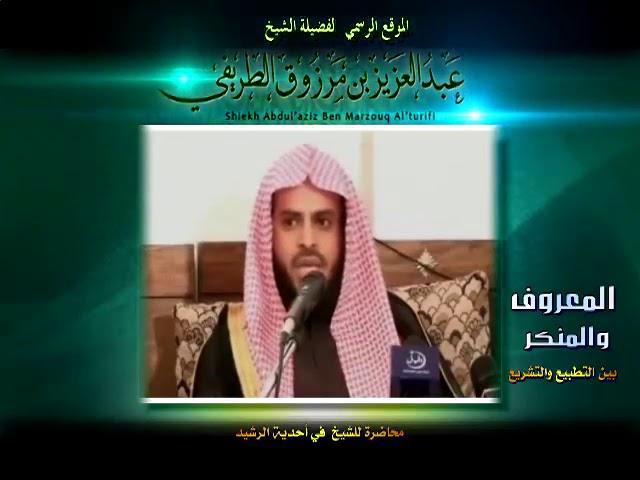 الموقع الرسمي لفضيلة الشيخ
عبدالعزيز بن مرزوق الطريفي
Shiekh Abdul'aziz Ben Marzouq Al'turifi
المعروف
والمنكر
بين التطبيع والتشريع
محاضرة للشيخ في أحدية الرشيد